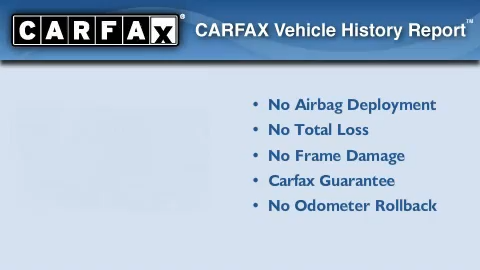 CARFAX® CARFAX Vehicle History Report™
• No Airbag Deployment
• No Total Loss
• No Frame Damage
• Carfax Guarantee
• No Odometer Rollback